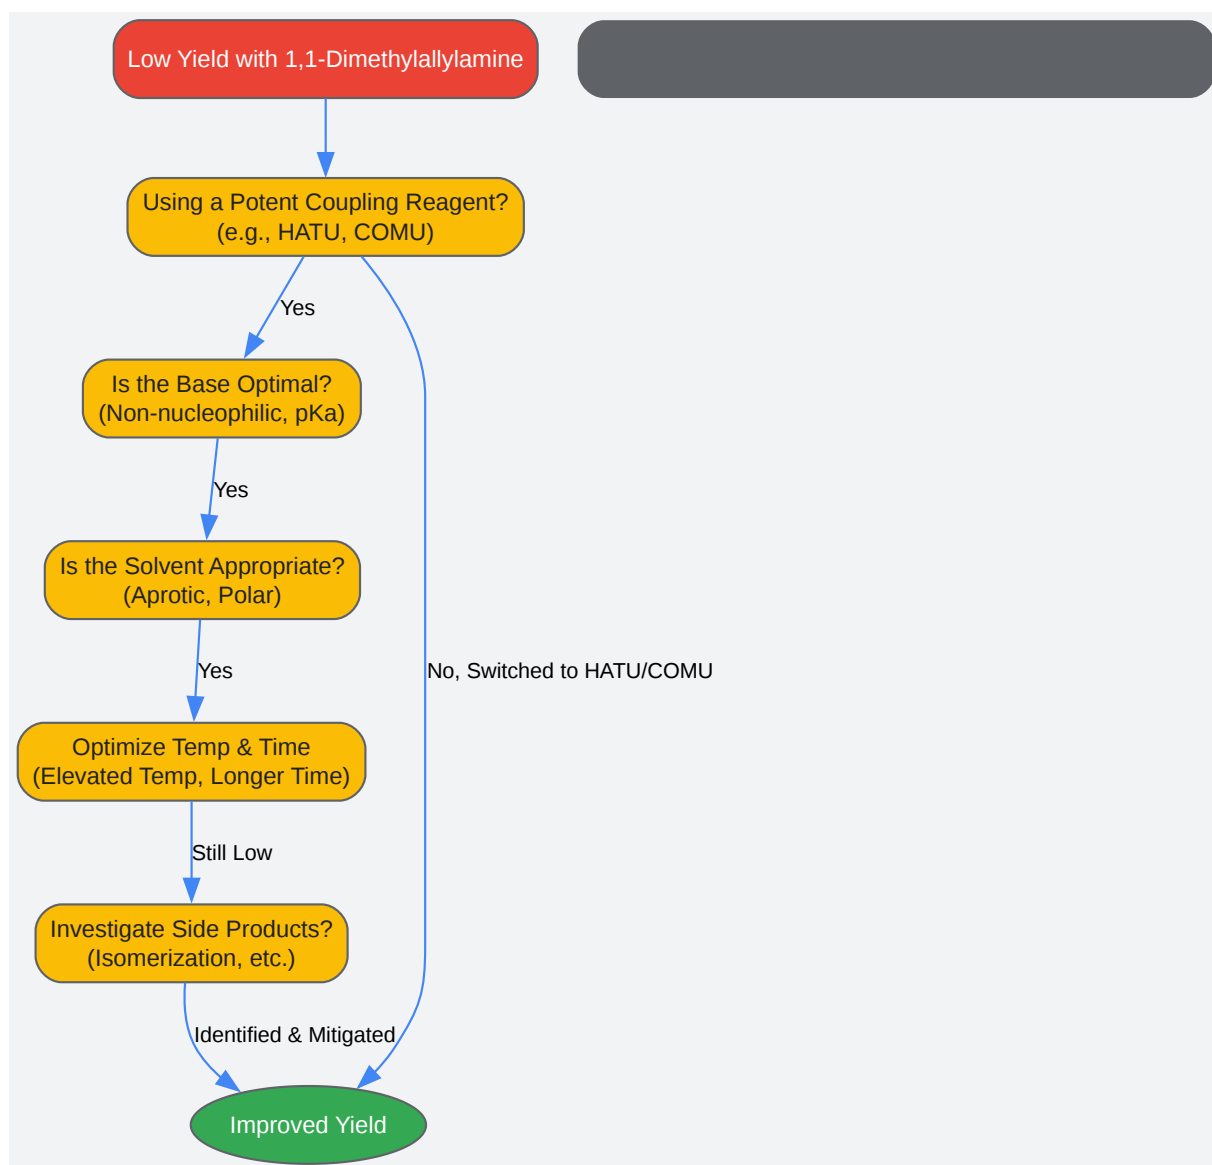 Low Yield with 1,1-Dimethylallylamine
Using a Potent Coupling Reagent?
(e.g., HATU, COMU)
Yes
Is the Base Optimal?
(Non-nucleophilic, pKa)
Yes
Is the Solvent Appropriate?
(Aprotic, Polar)
Yes
No, Switched to HATU/COMU
Optimize Temp & Time
(Elevated Temp, Longer Time)
Still Low
Investigate Side Products?
(Isomerization, etc.)
Identified & Mitigated
Improved Yield